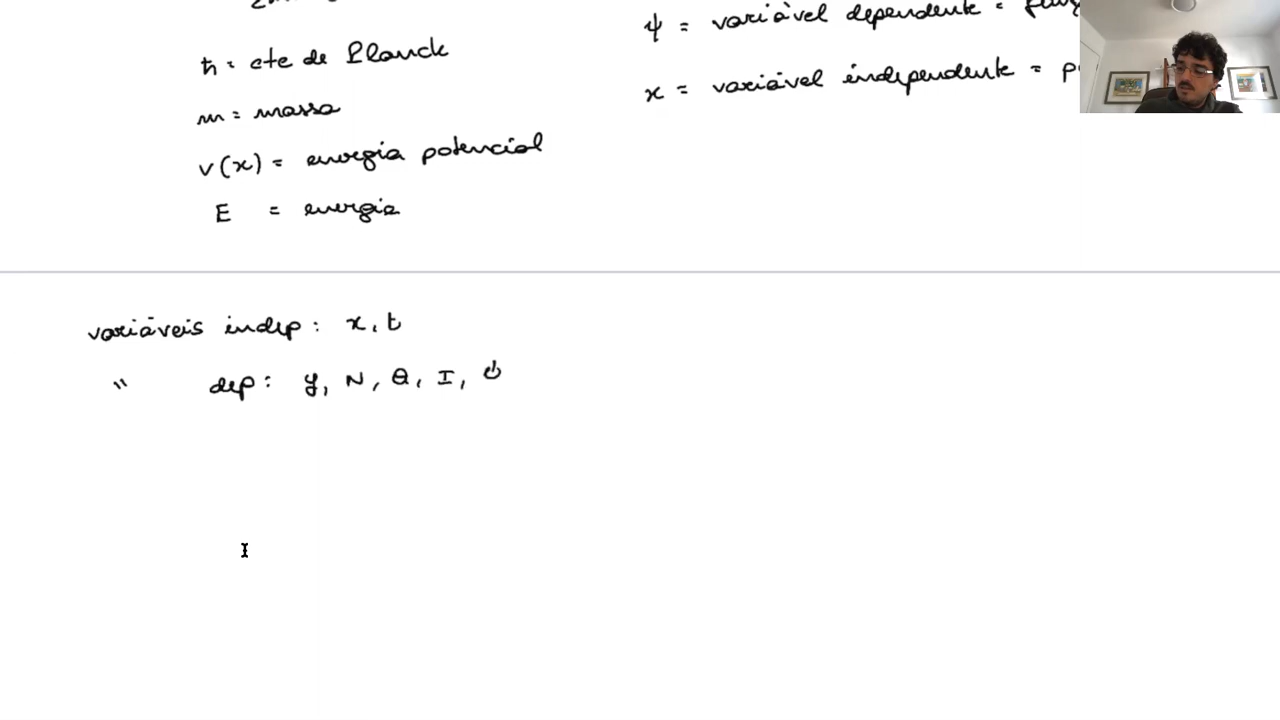 ħ = cte de Planck
m = massa
V(x) = energia potencial
E = energia
ψ = variável dependente =
x = variável independente =
variáveis indep: x, t
" dep: y, N, Q, I, ψ